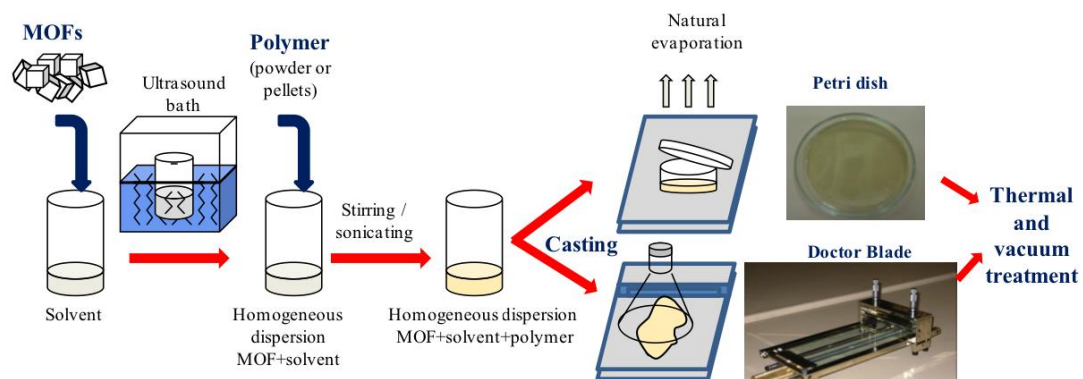 MOFs
Ultrasound
bath
Solvent
Polymer
(powder or
pellets)
Homogeneous
dispersion
MOF+solvent
Stirring /
sonicating
Homogeneous dispersion
MOF+solvent+polymer
Casting
Natural
evaporation
Petri dish
Doctor Blade
Thermal
and
vacuum
treatment